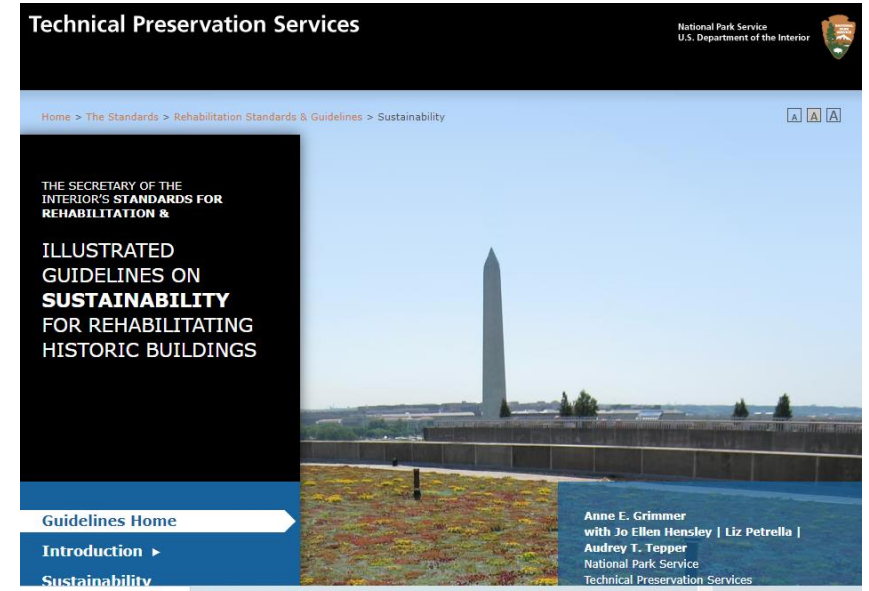 Technical Preservation Services
National Park Service
U.S. Department of the Interior
Home > The Standards > Rehabilitation Standards & Guidelines > Sustainability
A A A
THE SECRETARY OF THE
INTERIOR'S STANDARDS FOR
REHABILITATION &
ILLUSTRATED
GUIDELINES ON
SUSTAINABILITY
FOR REHABILITATING
HISTORIC BUILDINGS
Guidelines Home
Introduction ►
Sustainability
Anne E. Grimmer
with Jo Ellen Hensley | Liz Petrella |
Audrey T. Tepper
National Park Service
Technical Preservation Services